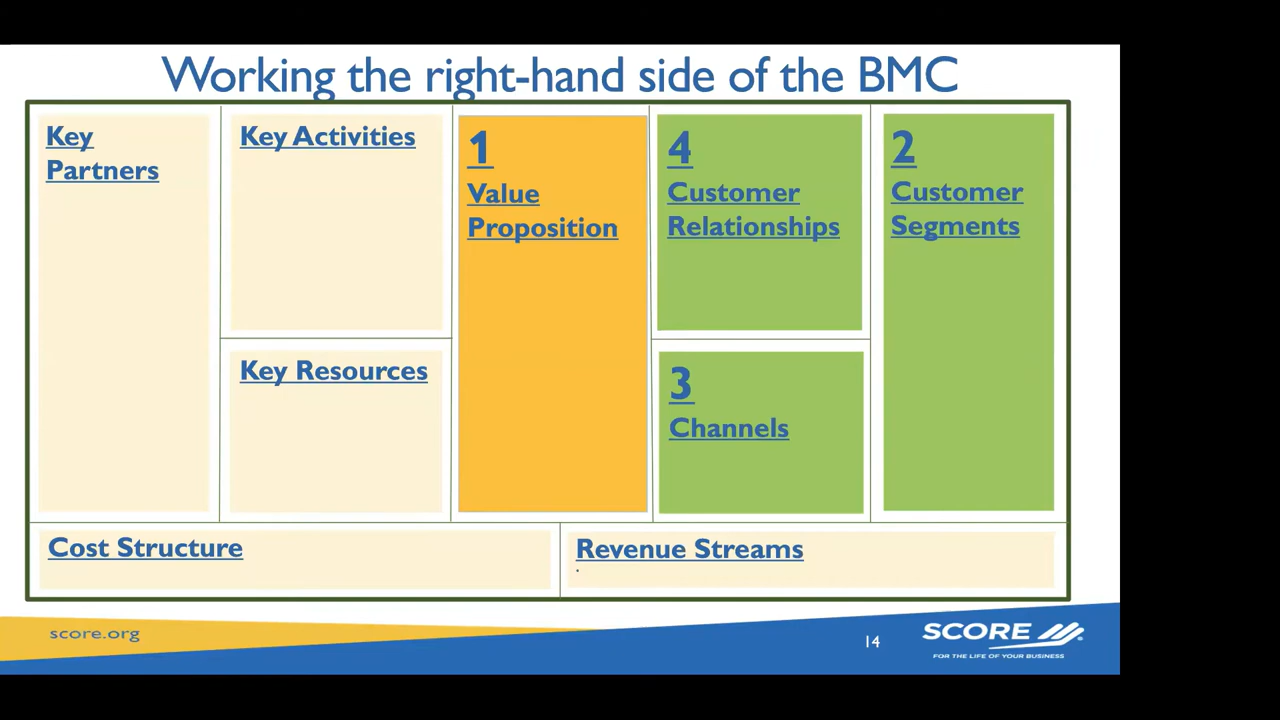 Working the right-hand side of the BMC
Key
Partners
Key Activities
Key Resources
1
Value
Proposition
4
Customer
Relationships
3
Channels
2
Customer
Segments
Cost Structure
Revenue Streams
.
score.org
14
SCORE
FOR THE LIFE OF YOUR BUSINESS